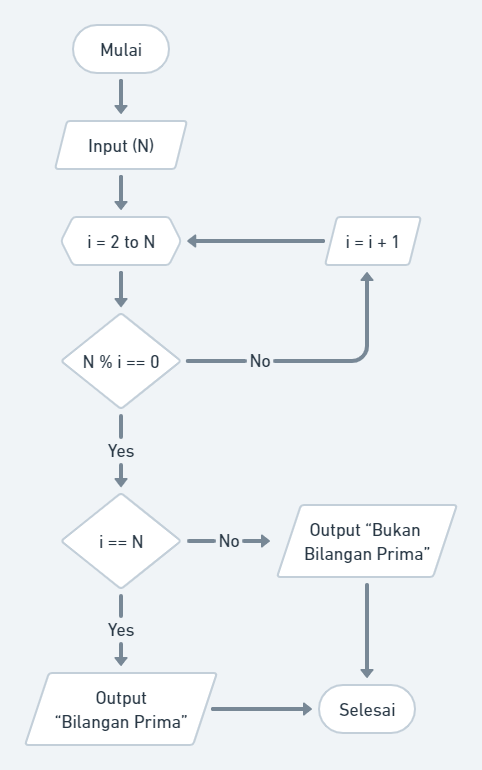 Mulai
Input (N)
i = 2 to N
i = i + 1
N % i == 0
No
Yes
i == N
No
Output “Bukan
Bilangan Prima”
Yes
Output
“Bilangan Prima”
Selesai